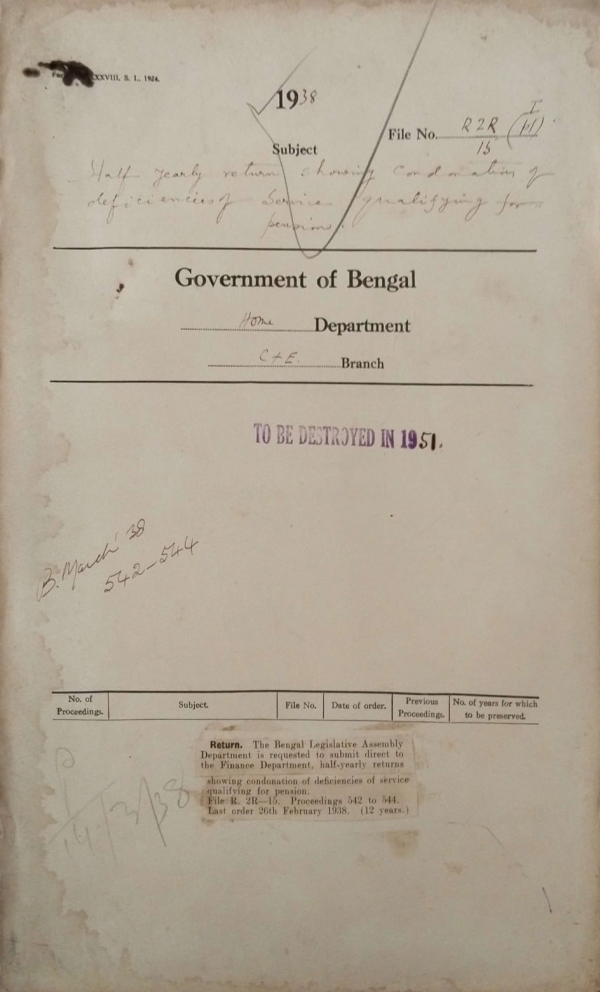 XXVIII, S. L., 1924.
1938
File No. R2R/15 (I)
Subject
Half yearly return showing condonation of
deficiencies of Service qualifying for
pension.
Government of Bengal
Home Department
C + E. Branch
TO BE DESTROYED IN 1951.
B. March '38
542-544
No. of Proceedings. Subject. File No. Date of order. Previous Proceedings. No. of years for which to be preserved.
Return. The Bengal Legislative Assembly
Department is requested to submit direct to
the Finance Department, half-yearly returns
showing condonation of deficiencies of service
qualifying for pension.
File R. 2R—15. Proceedings 542 to 544.
Last order 26th February 1938. (12 years.)
14/3/38